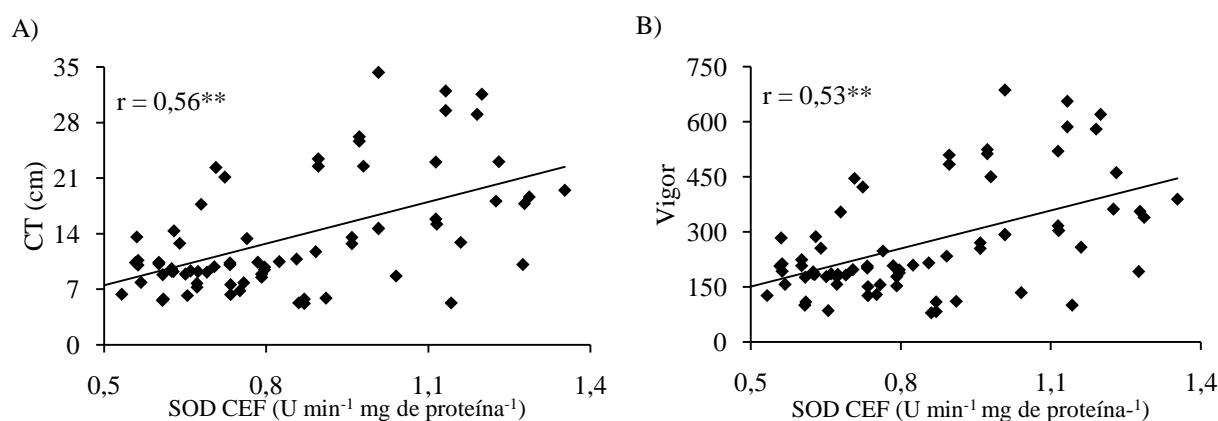 A)
35
28
21
14
7
0
CT (cm)
r = 0,56**
0,5 0,8 1,1 1,4
SOD CEF (U min-1 mg de proteína-1)
B)
750
600
450
300
150
0
Vigor
r = 0,53**
0,5 0,8 1,1 1,4
SOD CEF (U min-1 mg de proteína-1)